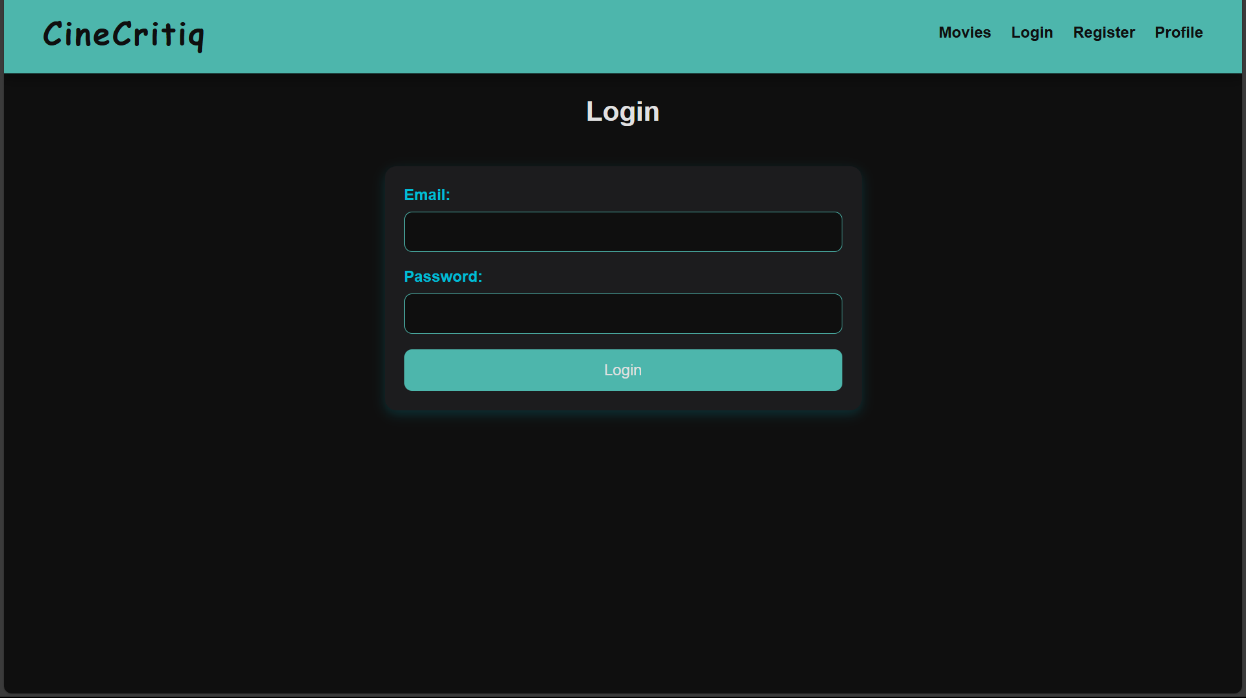 CineCritiq
Movies Login Register Profile
Login
Email:
Password:
Login